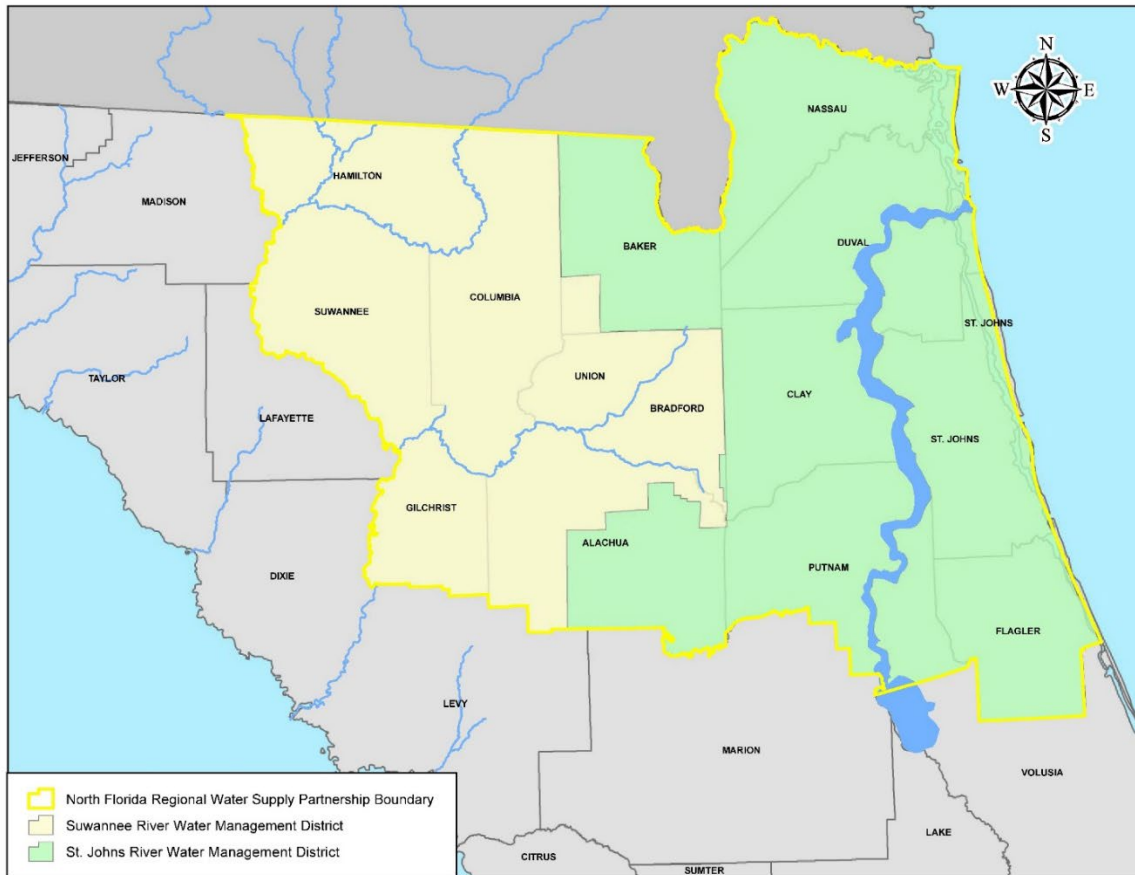 N
W E
S
NASSAU
JEFFERSON
HAMILTON
MADISON
BAKER
DUVAL
COLUMBIA
SUWANNEE
ST. JOHNS
UNION
TAYLOR
CLAY
BRADFORD
LAFAYETTE
ST. JOHNS
GILCHRIST
ALACHUA
PUTNAM
DIXIE
FLAGLER
LEVY
MARION
VOLUSIA
North Florida Regional Water Supply Partnership Boundary
Suwannee River Water Management District
St. Johns River Water Management District
LAKE
CITRUS
SUMTER